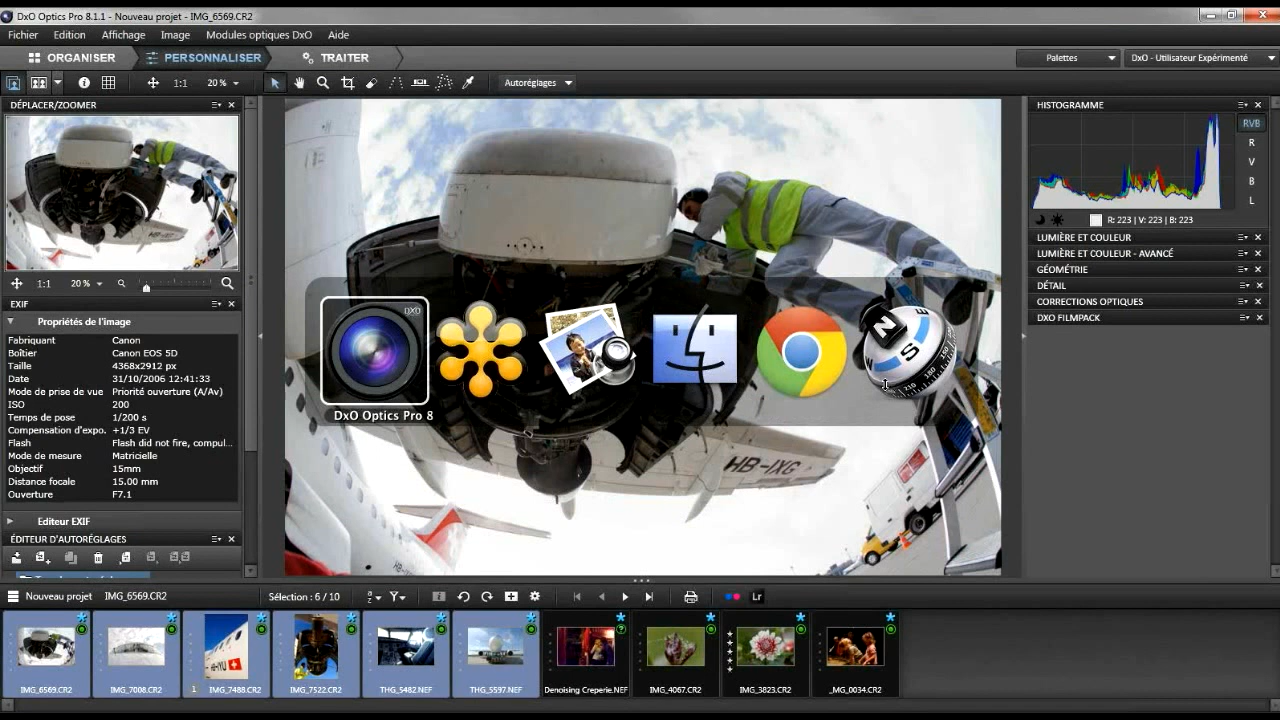 DxO Optics Pro 8.1.1 - Nouveau projet - IMG_6569.CR2
Fichier Edition Affichage Image Modules optiques DxO Aide
ORGANISER PERSONNALISER TRAITER Palettes DxO - Utilisateur Expérimenté
1:1 20 % Autoréglages
DÉPLACER/ZOOMER
1:1 20 %
EXIF
Propriétés de l'image
Fabriquant Canon
Boîtier Canon EOS 5D
Taille 4368x2912 px
Date 31/10/2006 12:41:33
Mode de prise de vue Priorité ouverture (A/Av)
ISO 200
Temps de pose 1/200 s
Compensation d'expo. +1/3 EV
Flash Flash did not fire, compul...
Mode de mesure Matricielle
Objectif 15mm
Distance focale 15.00 mm
Ouverture F7.1
Editeur EXIF
ÉDITEUR D'AUTORÉGLAGES
DXO
N
E
S
W
150
180
210
DxO Optics Pro 8
HB-IXG
HISTOGRAMME
RVB
R
V
B
L
R: 223 | V: 223 | B: 223
LUMIÈRE ET COULEUR
LUMIÈRE ET COULEUR - AVANCÉ
GÉOMÉTRIE
DÉTAIL
CORRECTIONS OPTIQUES
DXO FILMPACK
Nouveau projet IMG_6569.CR2 Sélection : 6 / 10 Lr
HB-IYU
IMG_6569.CR2 IMG_7008.CR2 1 IMG_7488.CR2 IMG_7522.CR2 THG_5482.NEF THG_5597.NEF Denoising Creperie.NEF IMG_4067.CR2 IMG_3823.CR2 _MG_0034.CR2